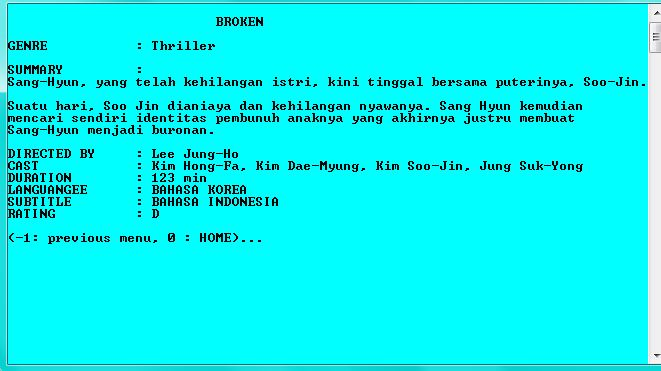 BROKEN
GENRE : Thriller
SUMMARY :
Sang-Hyun, yang telah kehilangan istri, kini tinggal bersama puterinya, Soo-Jin.
Suatu hari, Soo Jin dianiaya dan kehilangan nyawanya. Sang Hyun kemudian
mencari sendiri identitas pembunuh anaknya yang akhirnya justru membuat
Sang-Hyun menjadi buronan.
DIRECTED BY : Lee Jung-Ho
CAST : Kim Hong-Fa, Kim Dae-Myung, Kim Soo-Jin, Jung Suk-Yong
DURATION : 123 min
LANGUANGEE : BAHASA KOREA
SUBTITLE : BAHASA INDONESIA
RATING : D
(-1: previous menu, 0 : HOME)...